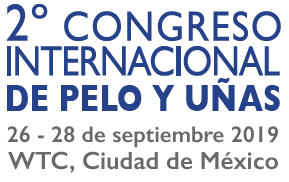 2° CONGRESO
INTERNACIONAL
DE PELO Y UÑAS
26 - 28 de septiembre 2019
WTC, Ciudad de México